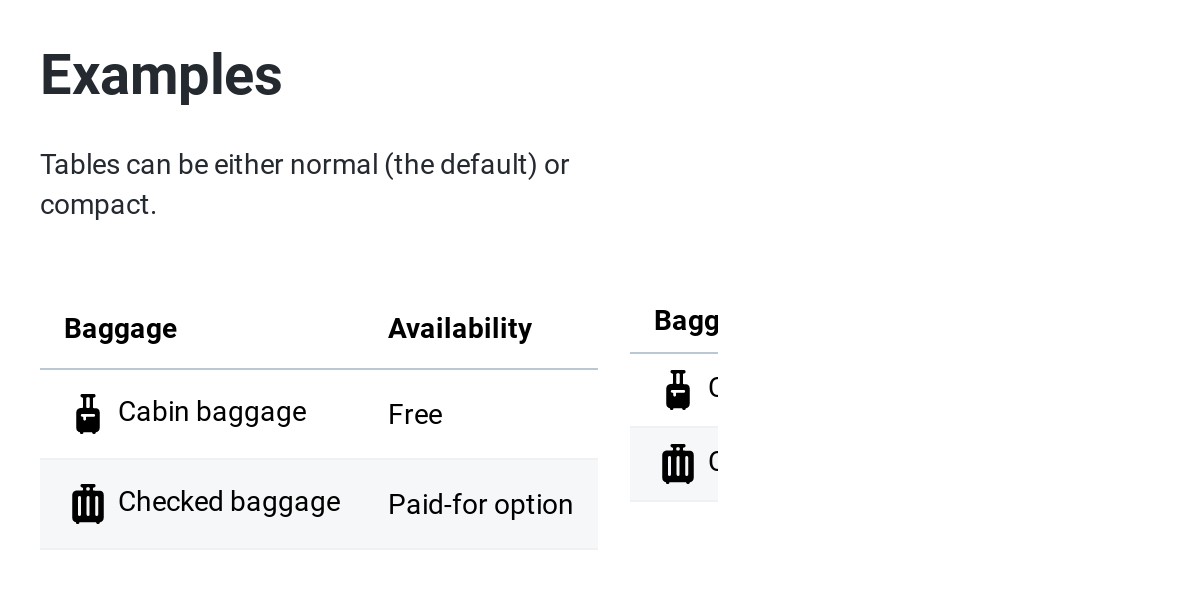 Examples
Tables can be either normal (the default) or
compact.
Baggage Availability
Cabin baggage Free
Checked baggage Paid-for option